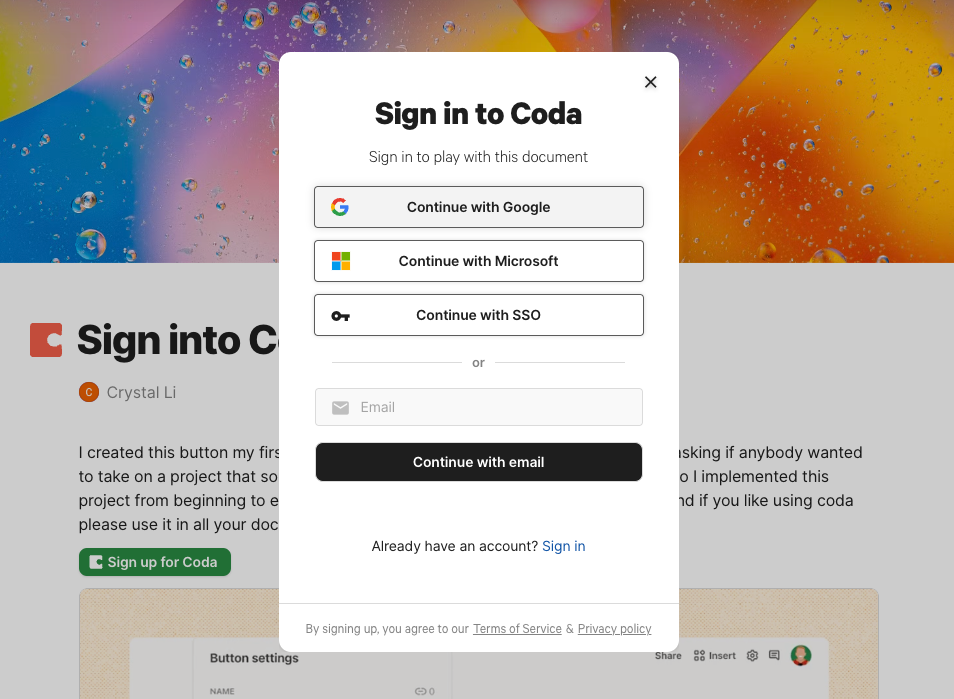 Sign in to Coda
Sign in to play with this document
Continue with Google
Continue with Microsoft
Continue with SSO
or
Email
Continue with email
Already have an account? Sign in
By signing up, you agree to our Terms of Service & Privacy policy
Sign into C
C Crystal Li
I created this button my firs
asking if anybody wanted
to take on a project that so
o I implemented this
project from beginning to e
nd if you like using coda
please use it in all your doc
Sign up for Coda
Button settings
Share Insert
NAME
0